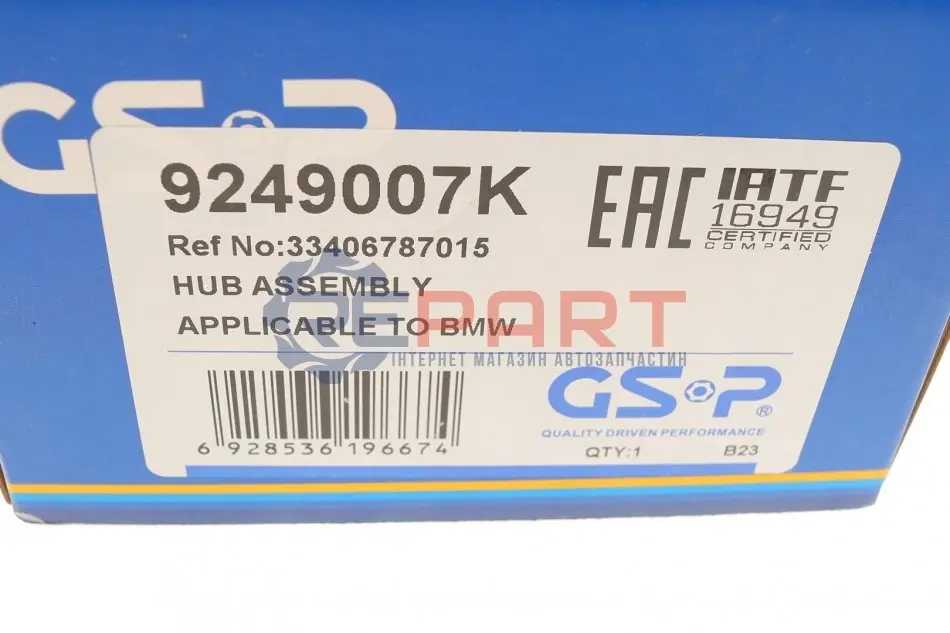 GS·P
9249007K
Ref No:33406787015
HUB ASSEMBLY
APPLICABLE TO BMW
EAC
IATF
16949
CERTIFIED
COMPANY
REPART
ІНТЕРНЕТ МАГАЗИН АВТОЗАПЧАСТИН
6 928536 196674
GS·P®
QUALITY DRIVEN PERFORMANCE
QTY:1 B23